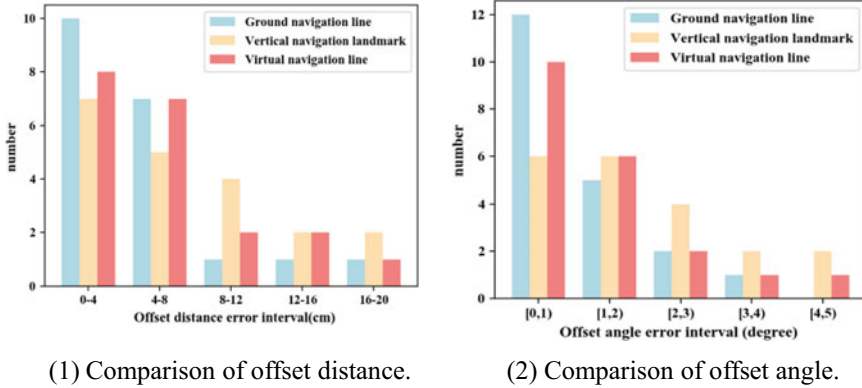 10
8
6
4
2
0
number
Ground navigation line
Vertical navigation landmark
Virtual navigation line
0-4 4-8 8-12 12-16 16-20
Offset distance error interval(cm)
(1) Comparison of offset distance.
12
10
8
6
4
2
0
number
Ground navigation line
Vertical navigation landmark
Virtual navigation line
[0,1) [1,2) [2,3) [3,4) [4,5)
Offset angle error interval (degree)
(2) Comparison of offset angle.